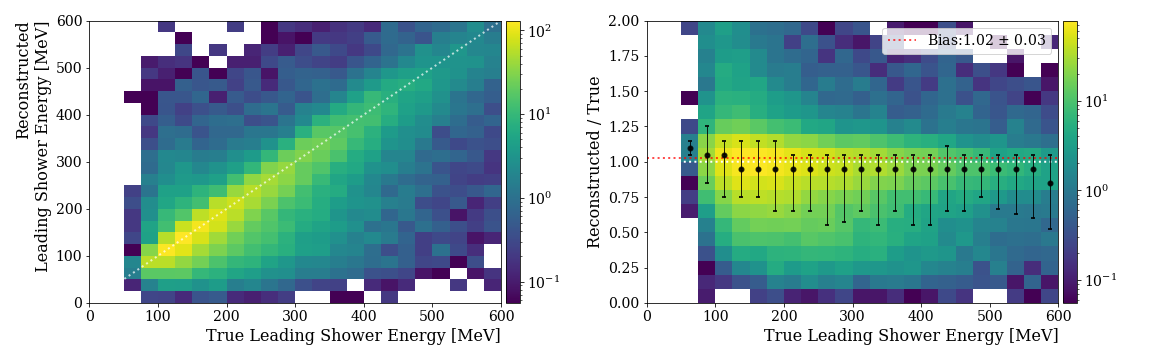 Reconstructed
Leading Shower Energy [MeV]
600
500
400
300
200
100
0
0 100 200 300 400 500 600
True Leading Shower Energy [MeV]
10²
10¹
10⁰
10⁻¹
Reconstructed / True
2.00
1.75
1.50
1.25
1.00
0.75
0.50
0.25
0.00
Bias:1.02 ± 0.03
0 100 200 300 400 500 600
True Leading Shower Energy [MeV]
10¹
10⁰
10⁻¹